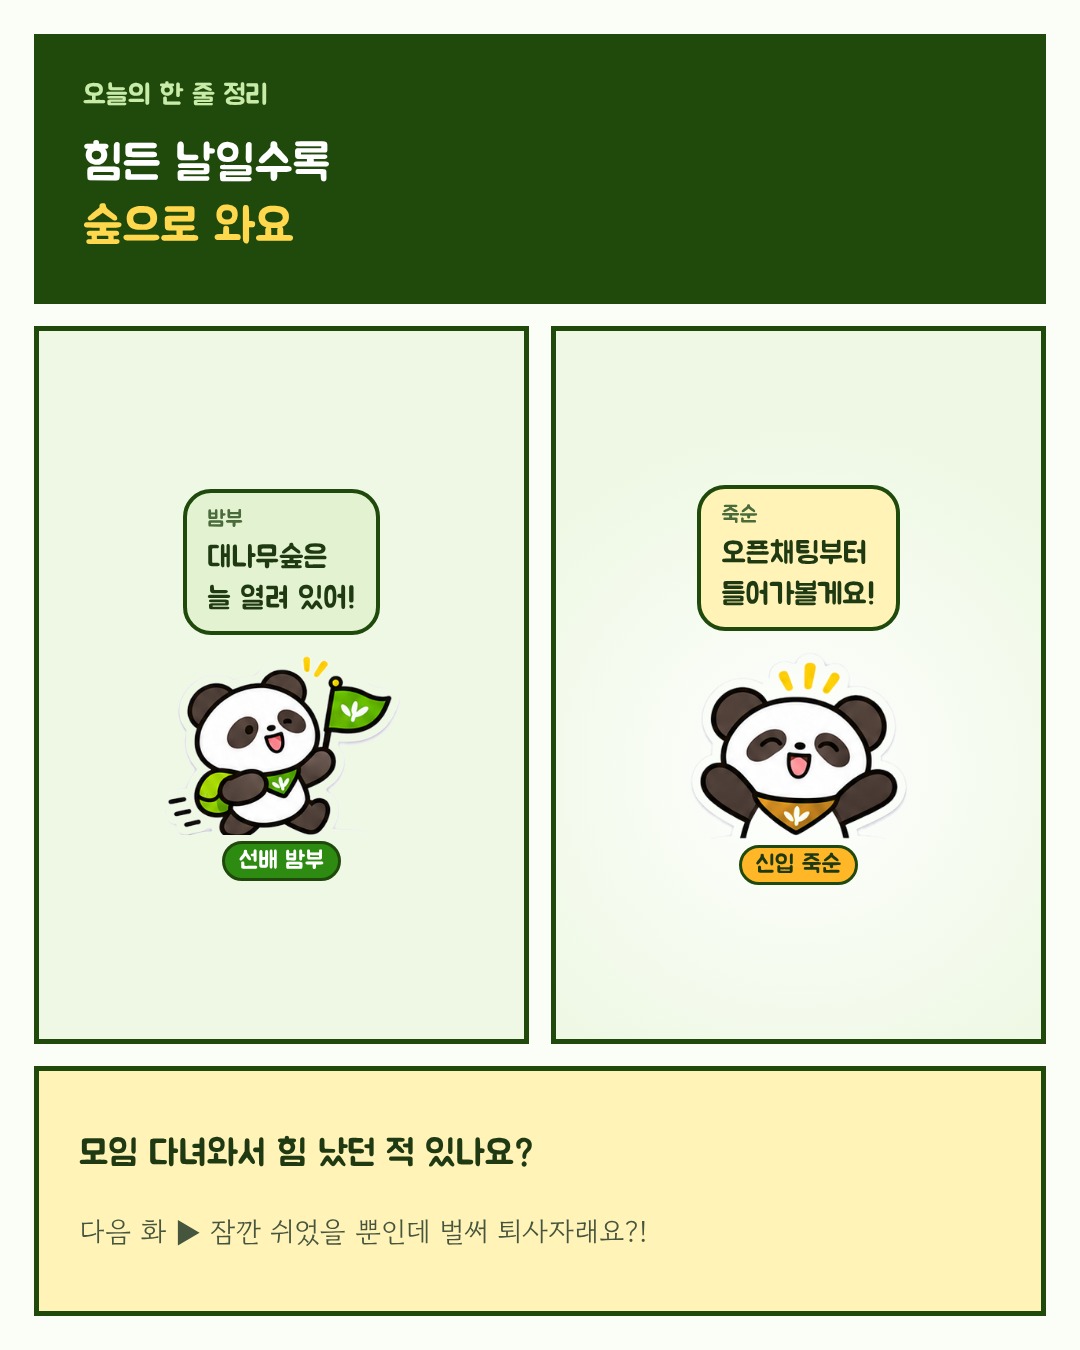 오늘의 한 줄 정리
힘든 날일수록
숲으로 와요
밤부
대나무숲은
늘 열려 있어!
선배 밤부
죽순
오픈채팅부터
들어가볼게요!
신입 죽순
모임 다녀와서 힘 났던 적 있나요?
다음 화 ▶ 잠깐 쉬었을 뿐인데 벌써 퇴사자래요?!